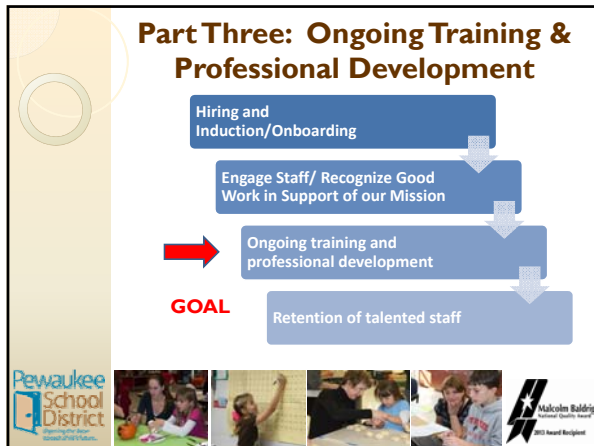 Part Three: Ongoing Training &
Professional Development
Hiring and
Induction/Onboarding
Engage Staff/ Recognize Good
Work in Support of our Mission
Ongoing training and
professional development
GOAL
Retention of talented staff
Pewaukee
School
District
Malcolm Baldrig
National Quality Award
2013 Award Recipient